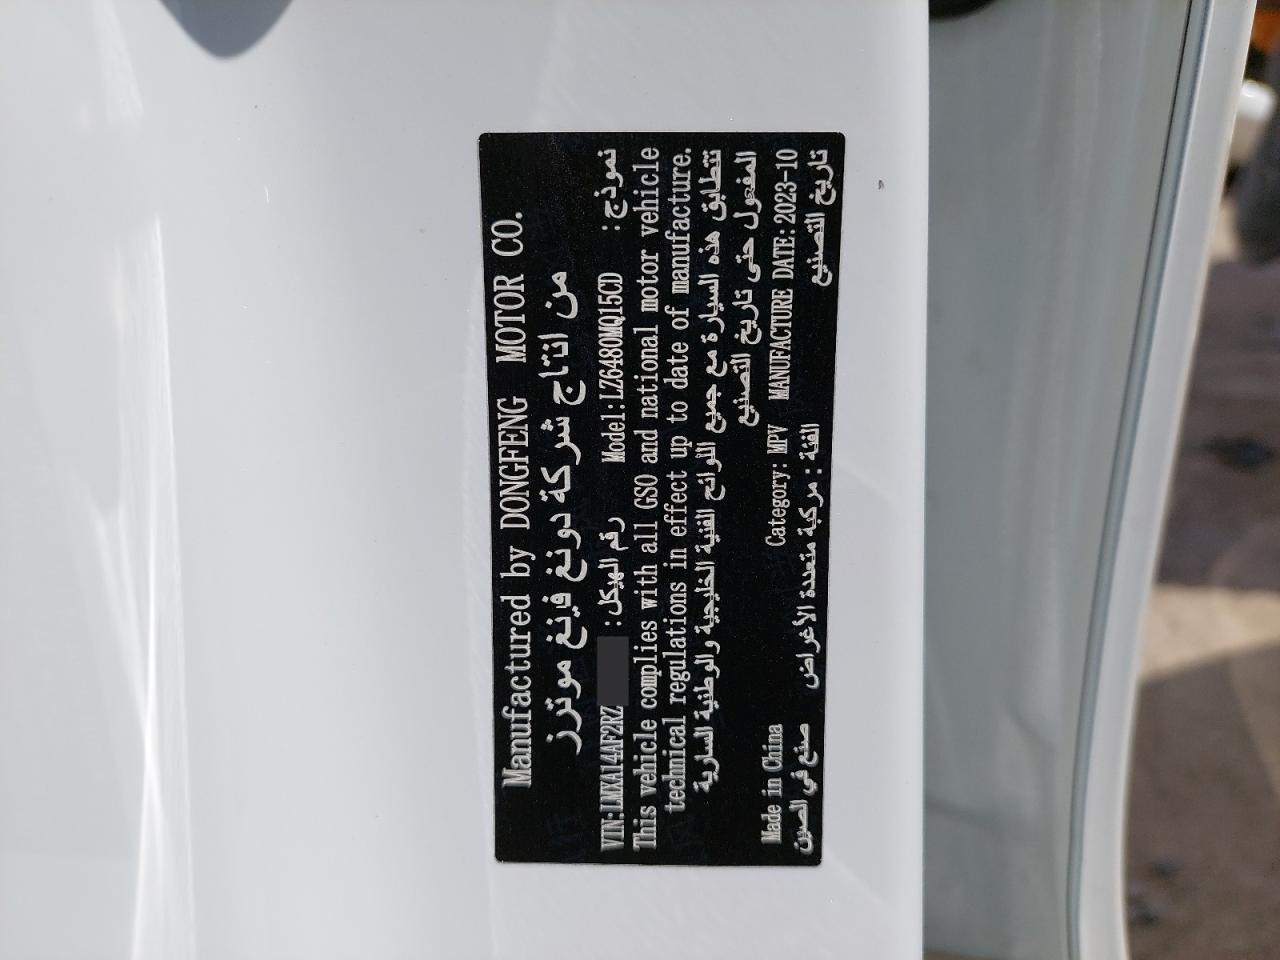 Manufactured by DONGFENG MOTOR CO.
من انتاج شركة دونغ فينغ موترز
VIN:LMXA14AF2RZ رقم الهيكل: Model:LZ6480MQ15CD نموذج:
This vehicle complies with all GSO and national motor vehicle
technical regulations in effect up to date of manufacture.
تتطابق هذه السيارة مع جميع اللوائح الفنية الخليجية والوطنية السارية
المفعول حتى تاريخ التصنيع
Made in China Category: MPV MANUFACTURE DATE:2023-10
صنع في الصين الفئة : مركبة متعددة الأغراض تاريخ التصنيع